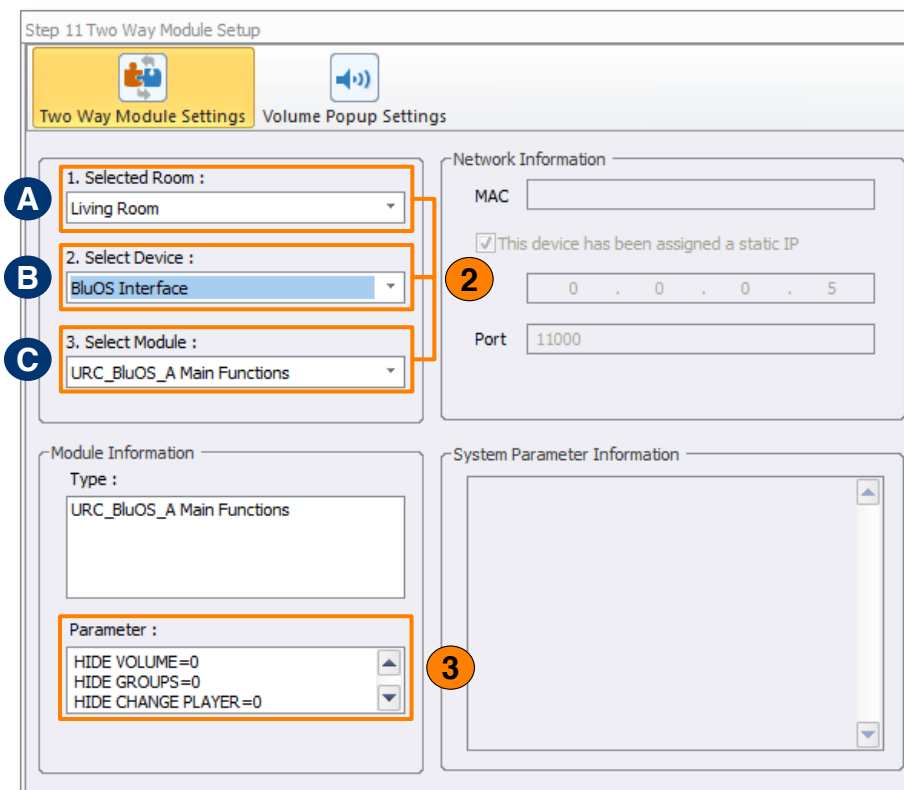 Step 11 Two Way Module Setup
Two Way Module Settings
Volume Popup Settings
A
1. Selected Room :
Living Room
B
2. Select Device :
BluOS Interface
2
C
3. Select Module :
URC_BluOS_A Main Functions
Network Information
MAC
This device has been assigned a static IP
0 . 0 . 0 . 5
Port 11000
Module Information
Type :
URC_BluOS_A Main Functions
Parameter :
HIDE VOLUME=0
HIDE GROUPS=0
HIDE CHANGE PLAYER=0
3
System Parameter Information